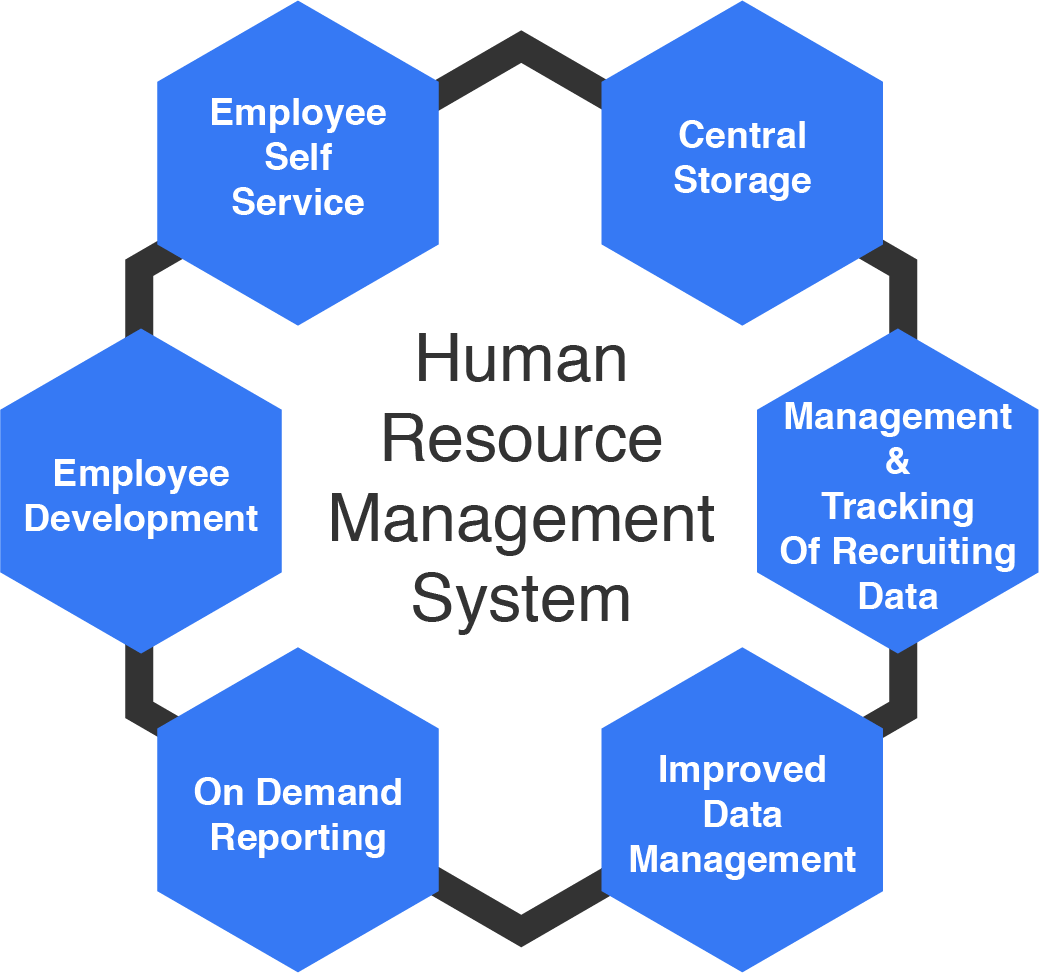 Employee
Self
Service
Central
Storage
Human
Resource
Management
System
Employee
Development
Management
&
Tracking
Of Recruiting
Data
On Demand
Reporting
Improved
Data
Management